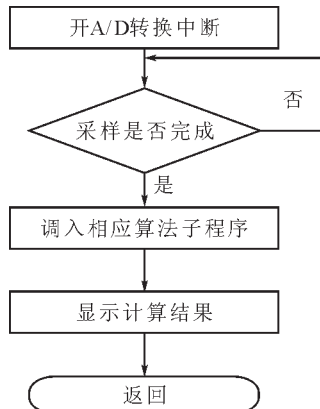 开A/D转换中断
否
采样是否完成
是
调入相应算法子程序
显示计算结果
返回